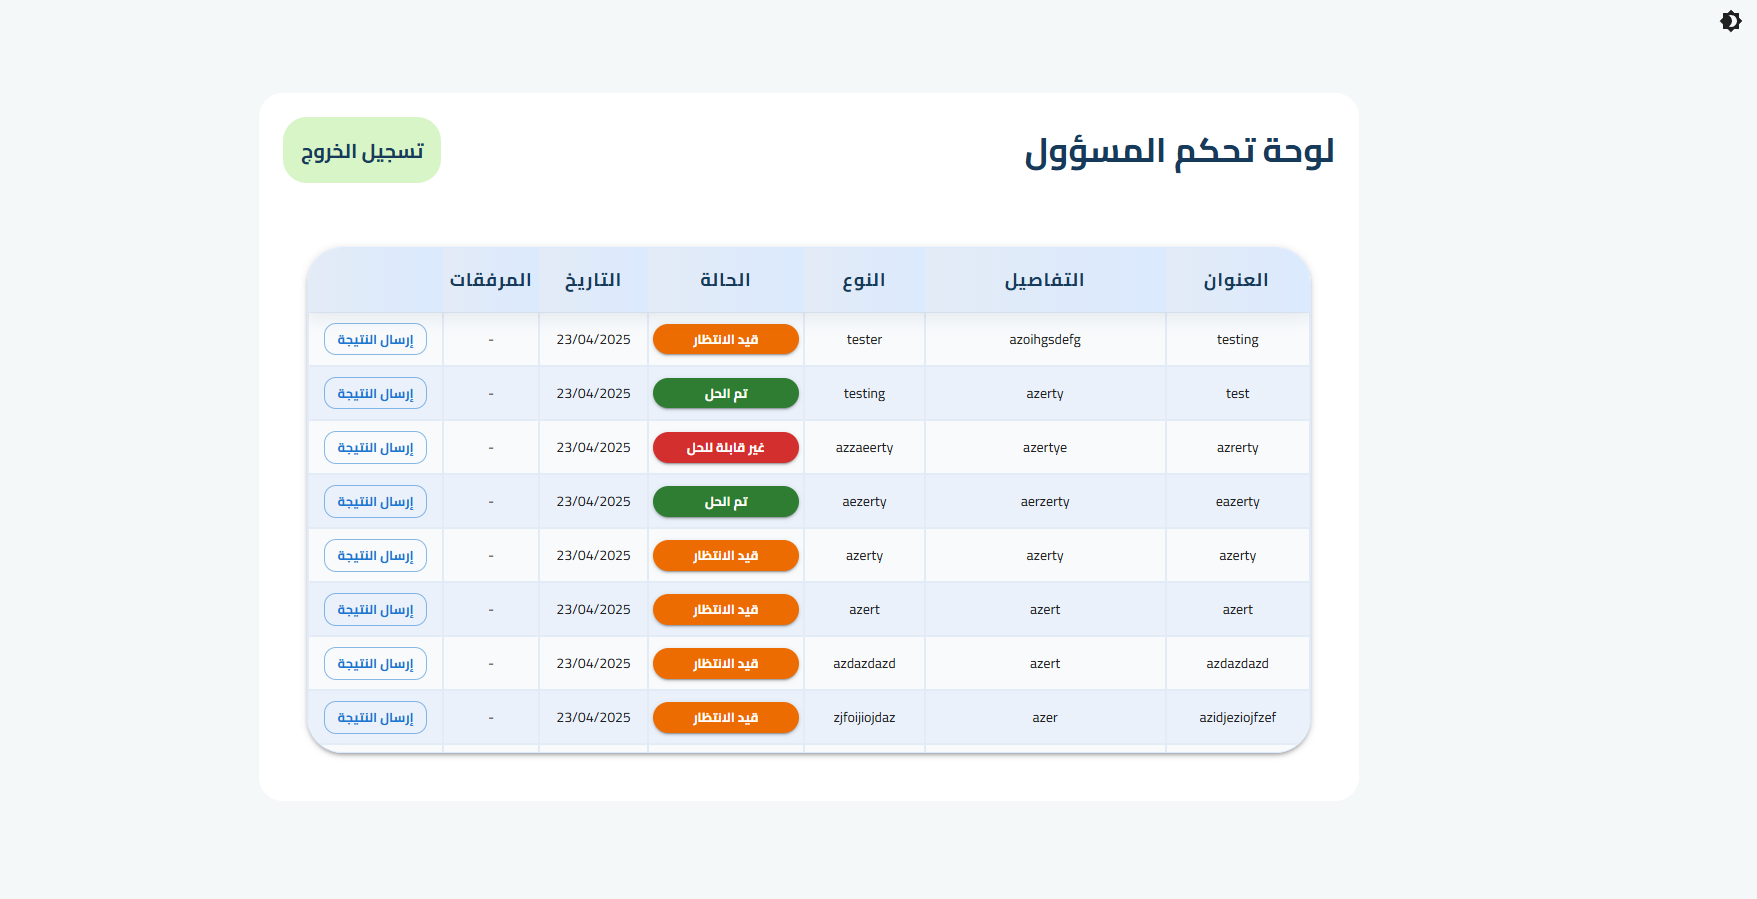 لوحة تحكم المسؤول
تسجيل الخروج
العنوان التفاصيل النوع الحالة التاريخ المرفقات
testing azoihgsdefg tester قيد الانتظار 23/04/2025 - إرسال النتيجة
test azerty testing تم الحل 23/04/2025 - إرسال النتيجة
azrerty azertye azzaeerty غير قابلة للحل 23/04/2025 - إرسال النتيجة
eazerty aerzerty aezerty تم الحل 23/04/2025 - إرسال النتيجة
azerty azerty azerty قيد الانتظار 23/04/2025 - إرسال النتيجة
azert azert azert قيد الانتظار 23/04/2025 - إرسال النتيجة
azdazdazd azert azdazdazd قيد الانتظار 23/04/2025 - إرسال النتيجة
azidjeziojfzef azer zjfoijiojdaz قيد الانتظار 23/04/2025 - إرسال النتيجة